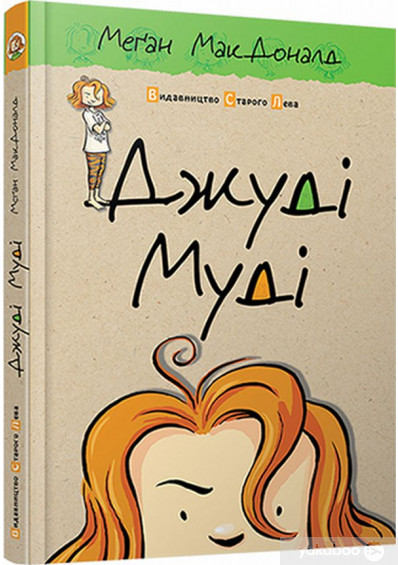 Меґан МакДоналд
Видавництво Старого Лева
Джуді
Муді
Меґан МакДоналд
Джуді Муді
Видавництво Старого Лева
yakaboo